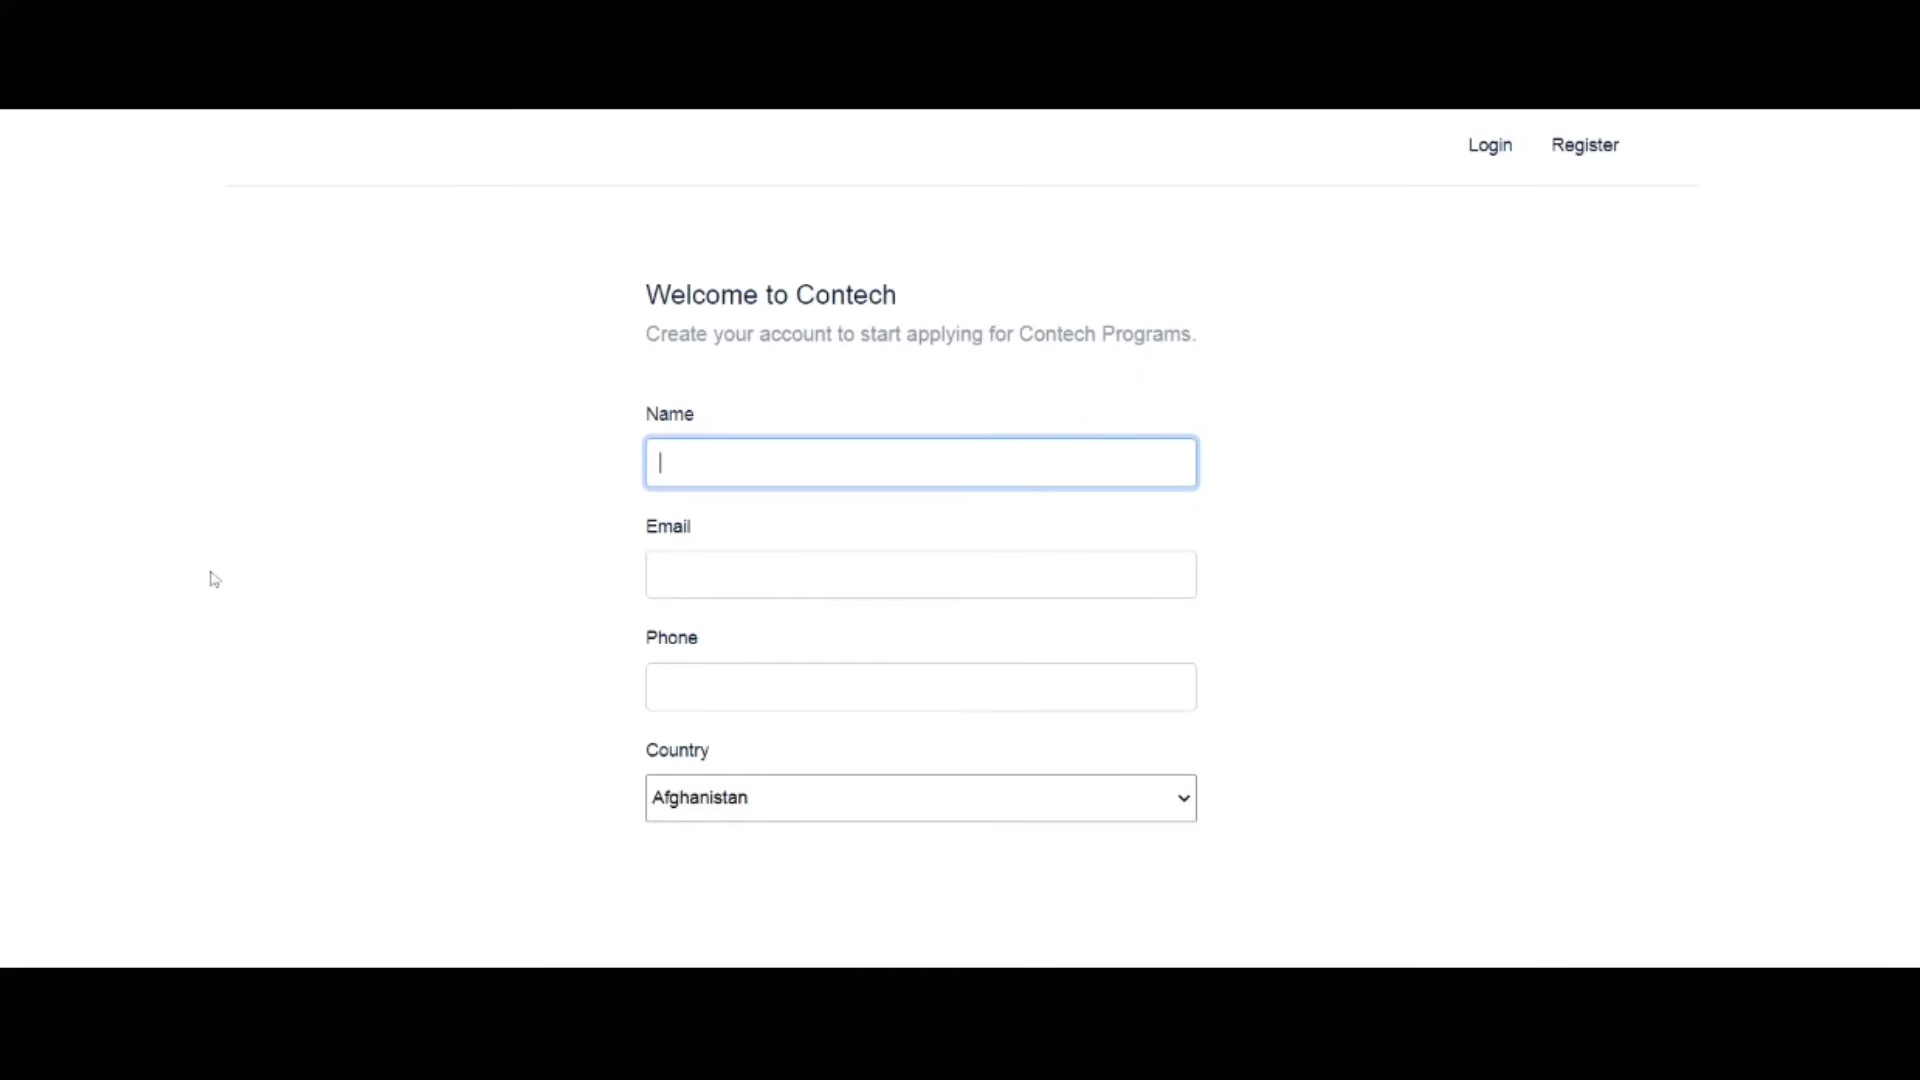 Login Register
Welcome to Contech
Create your account to start applying for Contech Programs.
Name
Email
Phone
Country
Afghanistan